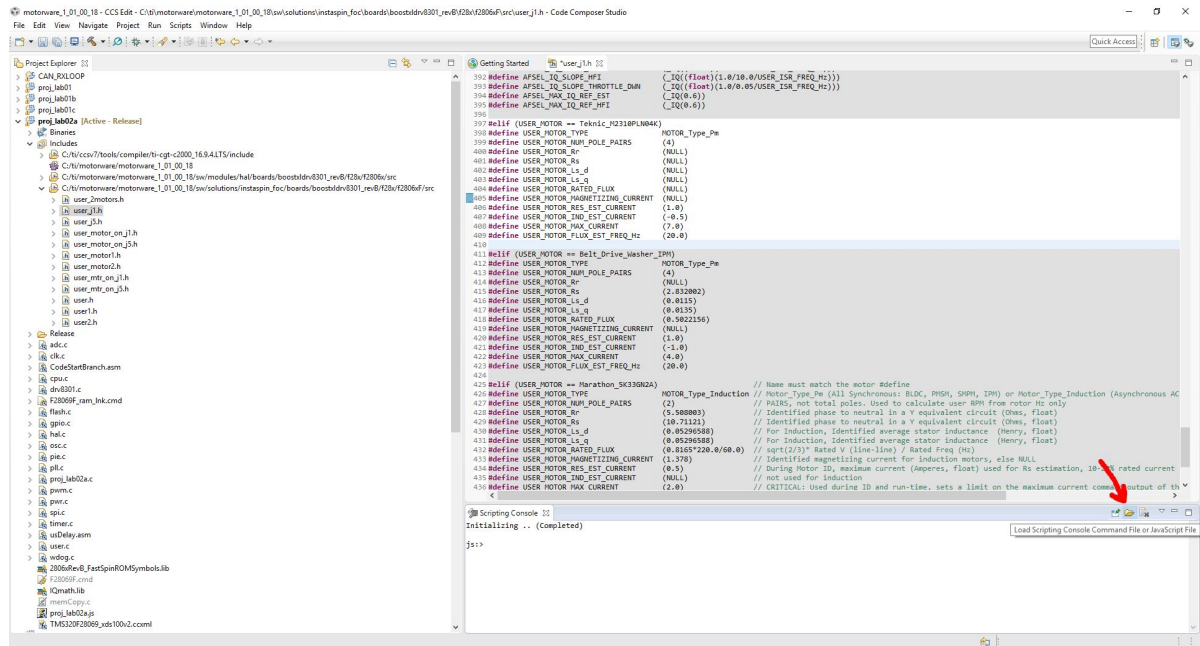 motorware_1_01_00_18 - CCS Edit - C:\ti\motorware\motorware_1_01_00_18\sw\solutions\instaspin_foc\boards\boostxldrv8301_revB\f28x\f2806xF\src\user_j1.h - Code Composer Studio
File Edit View Navigate Project Run Scripts Window Help
Quick Access
Project Explorer
CAN_RXLOOP
proj_lab01
proj_lab01b
proj_lab01c
proj_lab02a [Active - Release]
Binaries
Includes
C:/ti/ccsv7/tools/compiler/ti-cgt-c2000_16.9.4.LTS/include
C:/ti/motorware/motorware_1_01_00_18
C:/ti/motorware/motorware_1_01_00_18/sw/modules/hal/boards/boostxldrv8301_revB/f28x/f2806x/src
C:/ti/motorware/motorware_1_01_00_18/sw/solutions/instaspin_foc/boards/boostxldrv8301_revB/f28x/f2806xF/src
user_2motors.h
user_j1.h
user_j5.h
user_motor_on_j1.h
user_motor_on_j5.h
user_motor1.h
user_motor2.h
user_mtr_on_j1.h
user_mtr_on_j5.h
user.h
user1.h
user2.h
Release
adc.c
clk.c
CodeStartBranch.asm
cpu.c
drv8301.c
F28069F_ram_lnk.cmd
flash.c
gpio.c
hal.c
osc.c
pie.c
pll.c
proj_lab02a.c
pwm.c
pwr.c
spi.c
timer.c
usDelay.asm
user.c
wdog.c
2806xRevB_FastSpinROMSymbols.lib
F28069F.cmd
IQmath.lib
memCopy.c
proj_lab02a.js
TMS320F28069_xds100v2.ccxml
Getting Started *user_j1.h
392 #define AFSEL_IQ_SLOPE_HFI (_IQ((float)(1.0/10.0/USER_ISR_FREQ_Hz)))
393 #define AFSEL_IQ_SLOPE_THROTTLE_DWN (_IQ((float)(1.0/0.05/USER_ISR_FREQ_Hz)))
394 #define AFSEL_MAX_IQ_REF_EST (_IQ(0.6))
395 #define AFSEL_MAX_IQ_REF_HFI (_IQ(0.6))
396
397 #elif (USER_MOTOR == Teknic_M2310PLN04K)
398 #define USER_MOTOR_TYPE MOTOR_Type_Pm
399 #define USER_MOTOR_NUM_POLE_PAIRS (4)
400 #define USER_MOTOR_Rr (NULL)
401 #define USER_MOTOR_Rs (NULL)
402 #define USER_MOTOR_Ls_d (NULL)
403 #define USER_MOTOR_Ls_q (NULL)
404 #define USER_MOTOR_RATED_FLUX (NULL)
405 #define USER_MOTOR_MAGNETIZING_CURRENT (NULL)
406 #define USER_MOTOR_RES_EST_CURRENT (1.0)
407 #define USER_MOTOR_IND_EST_CURRENT (-0.5)
408 #define USER_MOTOR_MAX_CURRENT (7.0)
409 #define USER_MOTOR_FLUX_EST_FREQ_Hz (20.0)
410
411 #elif (USER_MOTOR == Belt_Drive_Washer_IPM)
412 #define USER_MOTOR_TYPE MOTOR_Type_Pm
413 #define USER_MOTOR_NUM_POLE_PAIRS (4)
414 #define USER_MOTOR_Rr (NULL)
415 #define USER_MOTOR_Rs (2.832002)
416 #define USER_MOTOR_Ls_d (0.0115)
417 #define USER_MOTOR_Ls_q (0.0135)
418 #define USER_MOTOR_RATED_FLUX (0.5022156)
419 #define USER_MOTOR_MAGNETIZING_CURRENT (NULL)
420 #define USER_MOTOR_RES_EST_CURRENT (1.0)
421 #define USER_MOTOR_IND_EST_CURRENT (-1.0)
422 #define USER_MOTOR_MAX_CURRENT (4.0)
423 #define USER_MOTOR_FLUX_EST_FREQ_Hz (20.0)
424
425 #elif (USER_MOTOR == Marathon_5K33GN2A) // Name must match the motor #define
426 #define USER_MOTOR_TYPE MOTOR_Type_Induction // Motor_Type_Pm (All Synchronous: BLDC, PMSM, SMPM, IPM) or Motor_Type_Induction (Asynchronous AC
427 #define USER_MOTOR_NUM_POLE_PAIRS (2) // PAIRS, not total poles. Used to calculate user RPM from rotor Hz only
428 #define USER_MOTOR_Rr (5.508003) // Identified phase to neutral in a Y equivalent circuit (Ohms, float)
429 #define USER_MOTOR_Rs (10.71121) // Identified phase to neutral in a Y equivalent circuit (Ohms, float)
430 #define USER_MOTOR_Ls_d (0.05296588) // For Induction, Identified average stator inductance (Henry, float)
431 #define USER_MOTOR_Ls_q (0.05296588) // For Induction, Identified average stator inductance (Henry, float)
432 #define USER_MOTOR_RATED_FLUX (0.8165*220.0/60.0) // sqrt(2/3)* Rated V (line-line) / Rated Freq (Hz)
433 #define USER_MOTOR_MAGNETIZING_CURRENT (1.378) // Identified magnetizing current for induction motors, else NULL
434 #define USER_MOTOR_RES_EST_CURRENT (0.5) // During Motor ID, maximum current (Amperes, float) used for Rs estimation, rated current
435 #define USER_MOTOR_IND_EST_CURRENT (NULL) // not used for induction
436 #define USER_MOTOR_MAX_CURRENT (2.0) // CRITICAL: Used during ID and run-time, sets a limit on the maximum current output of th
Scripting Console
Load Scripting Console Command File or JavaScript File
Initializing .. (Completed)
js:>